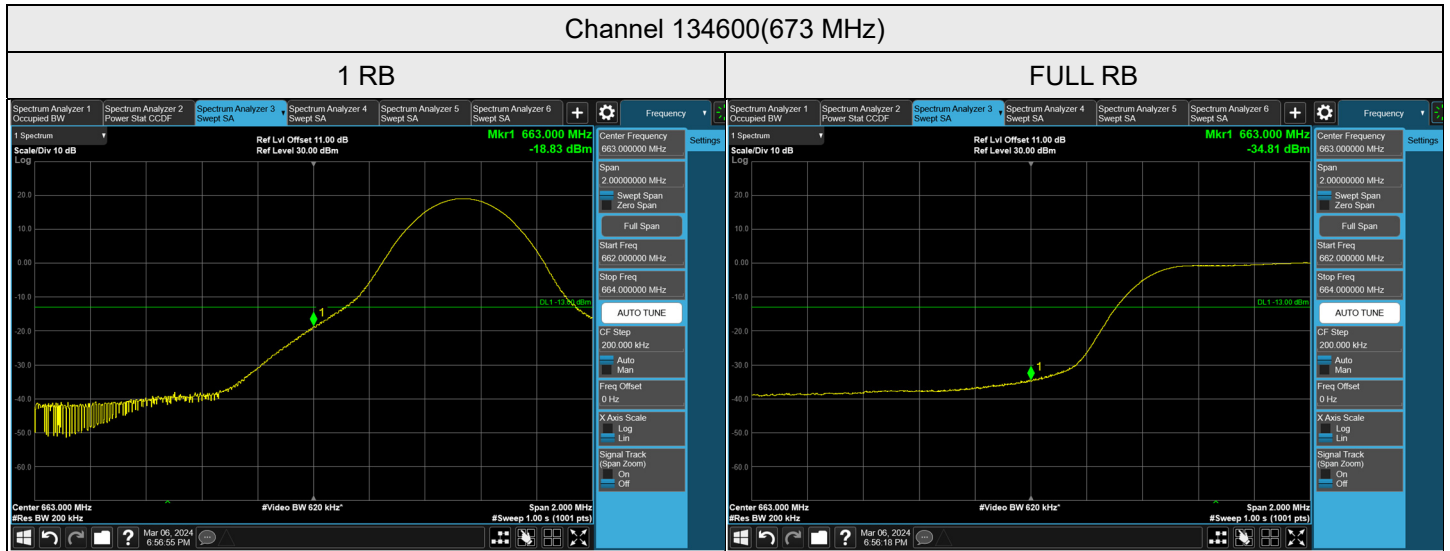 Channel 134600(673 MHz)
1 RB
FULL RB
Spectrum Analyzer 1
Occupied BW
Spectrum Analyzer 2
Power Stat CCDF
Spectrum Analyzer 3
Swept SA
Spectrum Analyzer 4
Swept SA
Spectrum Analyzer 5
Swept SA
Spectrum Analyzer 6
Swept SA
+
Frequency
1 Spectrum
Scale/Div 10 dB
Log
Ref Lvl Offset 11.00 dB
Ref Level 30.00 dBm
Mkr1 663.000 MHz
-18.83 dBm
20.0
10.0
0.00
-10.0
-20.0
-30.0
-40.0
-50.0
-60.0
DL1 -13.00 dBm
1
Center 663.000 MHz
#Res BW 200 kHz
#Video BW 620 kHz*
Span 2.000 MHz
#Sweep 1.00 s (1001 pts)
Center Frequency
663.000000 MHz
Settings
Span
2.00000000 MHz
Swept Span
Zero Span
Full Span
Start Freq
662.000000 MHz
Stop Freq
664.000000 MHz
AUTO TUNE
CF Step
200.000 kHz
Auto
Man
Freq Offset
0 Hz
X Axis Scale
Log
Lin
Signal Track
(Span Zoom)
On
Off
?
Mar 06, 2024
6:56:55 PM
Spectrum Analyzer 1
Occupied BW
Spectrum Analyzer 2
Power Stat CCDF
Spectrum Analyzer 3
Swept SA
Spectrum Analyzer 4
Swept SA
Spectrum Analyzer 5
Swept SA
Spectrum Analyzer 6
Swept SA
+
Frequency
1 Spectrum
Scale/Div 10 dB
Log
Ref Lvl Offset 11.00 dB
Ref Level 30.00 dBm
Mkr1 663.000 MHz
-34.81 dBm
20.0
10.0
0.00
-10.0
-20.0
-30.0
-40.0
-50.0
-60.0
DL1 -13.00 dBm
1
Center 663.000 MHz
#Res BW 200 kHz
#Video BW 620 kHz*
Span 2.000 MHz
#Sweep 1.00 s (1001 pts)
Center Frequency
663.000000 MHz
Settings
Span
2.00000000 MHz
Swept Span
Zero Span
Full Span
Start Freq
662.000000 MHz
Stop Freq
664.000000 MHz
AUTO TUNE
CF Step
200.000 kHz
Auto
Man
Freq Offset
0 Hz
X Axis Scale
Log
Lin
Signal Track
(Span Zoom)
On
Off
?
Mar 06, 2024
6:56:18 PM